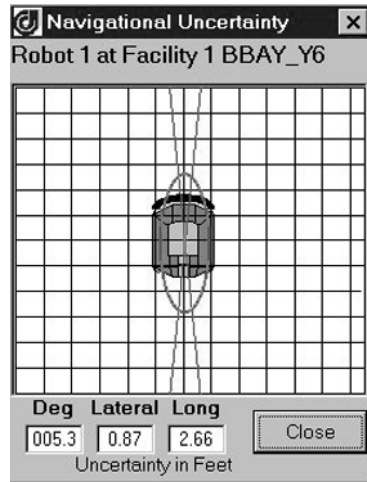 Navigational Uncertainty
Robot 1 at Facility 1 BBAY_Y6
Deg Lateral Long
005.3 0.87 2.66 Close
Uncertainty in Feet